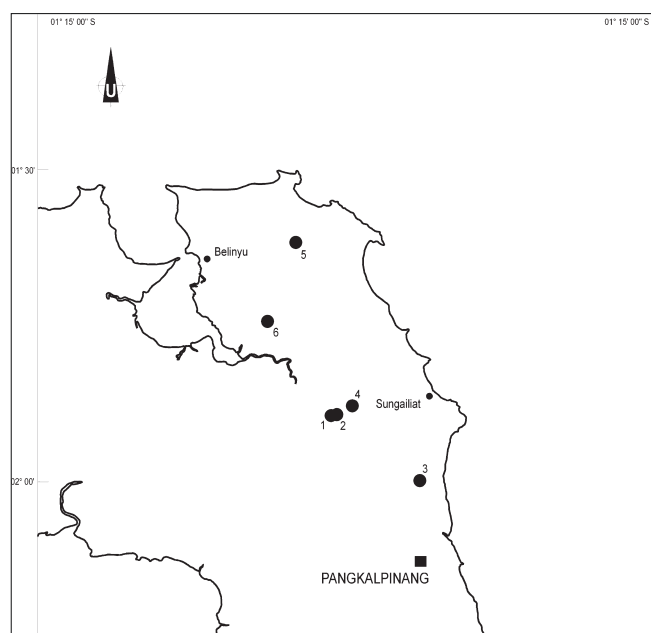 01° 15' 00" S 01° 15' 00" S
U
01° 30'
Belinyu
5
6
4
Sungailiat
1 2
3
02° 00'
PANGKALPINANG